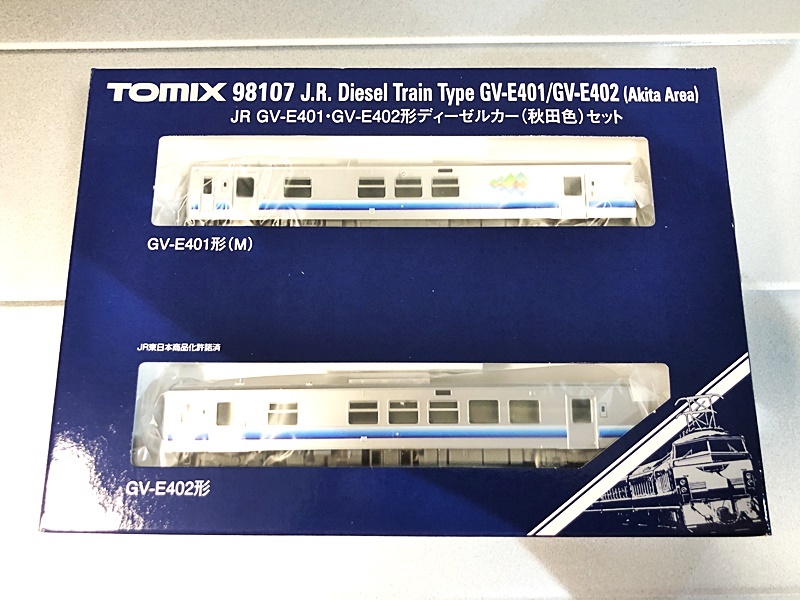 TOMIX 98107 J.R. Diesel Train Type GV-E401/GV-E402 (Akita Area)
JR GV-E401・GV-E402形ディーゼルカー(秋田色)セット
GV-E401形(M)
JR東日本商品化許諾済
GV-E402形